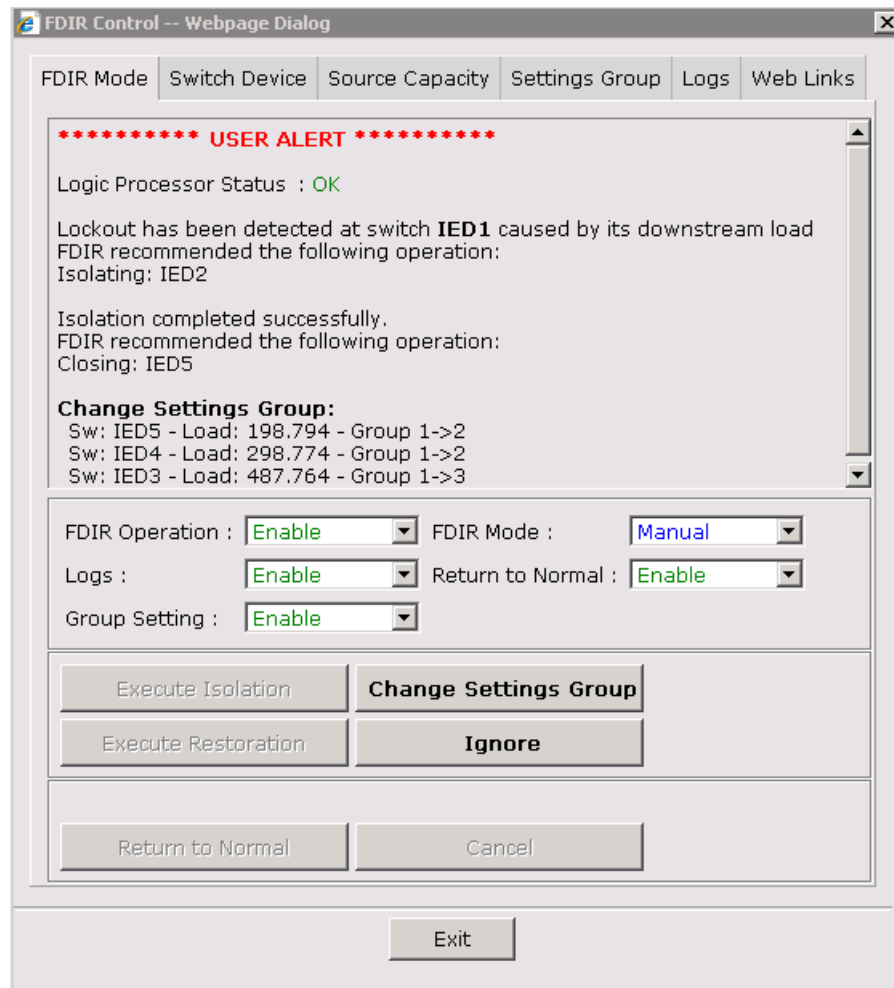 FDIR Control -- Webpage Dialog
FDIR Mode Switch Device Source Capacity Settings Group Logs Web Links
********** USER ALERT **********
Logic Processor Status : OK
Lockout has been detected at switch IED1 caused by its downstream load
FDIR recommended the following operation:
Isolating: IED2
Isolation completed successfully.
FDIR recommended the following operation:
Closing: IED5
Change Settings Group:
Sw: IED5 - Load: 198.794 - Group 1->2
Sw: IED4 - Load: 298.774 - Group 1->2
Sw: IED3 - Load: 487.764 - Group 1->3
FDIR Operation : Enable FDIR Mode : Manual
Logs : Enable Return to Normal : Enable
Group Setting : Enable
Execute Isolation Change Settings Group
Execute Restoration Ignore
Return to Normal Cancel
Exit